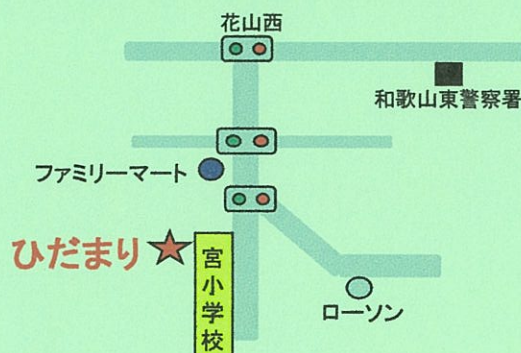 花山西
和歌山東警察署
ファミリーマート
ひだまり
宮小学校
ローソン